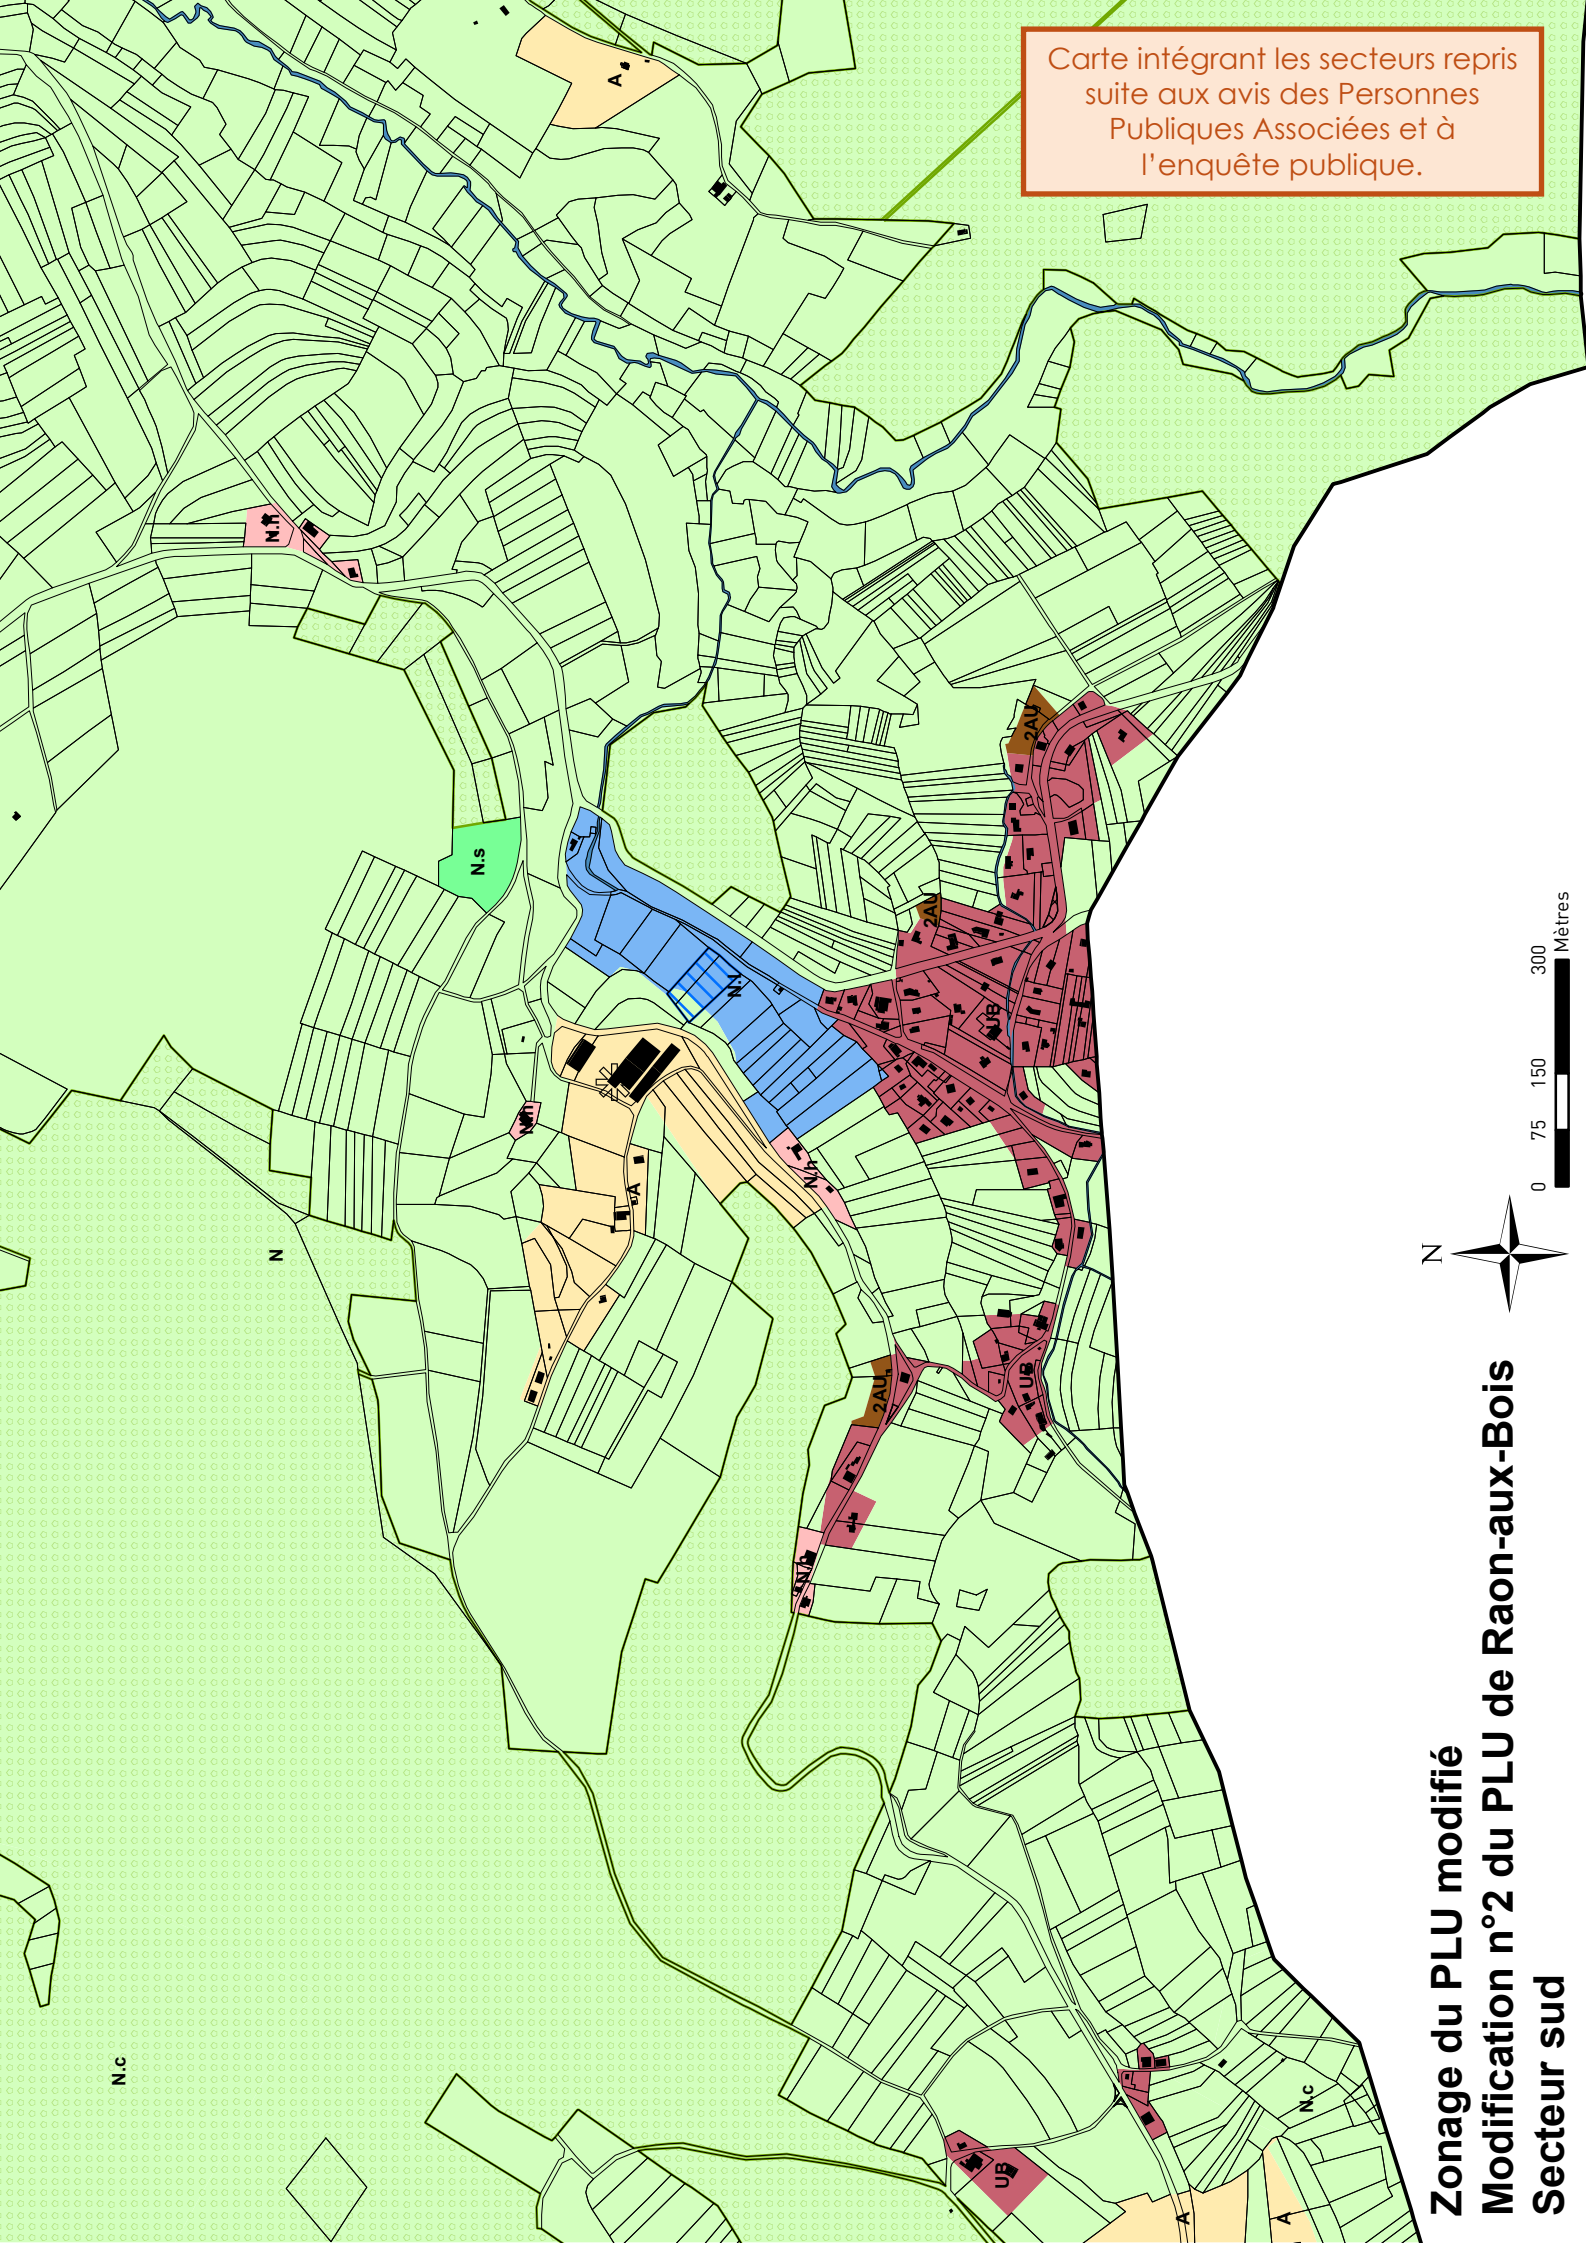 Carte intégrant les secteurs repris
suite aux avis des Personnes
Publiques Associées et à
l'enquête publique.
A
N.h
N.s
N.l
2AU
2AU
UB
N.h
A
N.h
N
2AU
UB
N.h
N.c
UB
A
N.c
A
A
N
0 75 150 300
Mètres
Zonage du PLU modifié
Modification n°2 du PLU de Raon-aux-Bois
Secteur sud